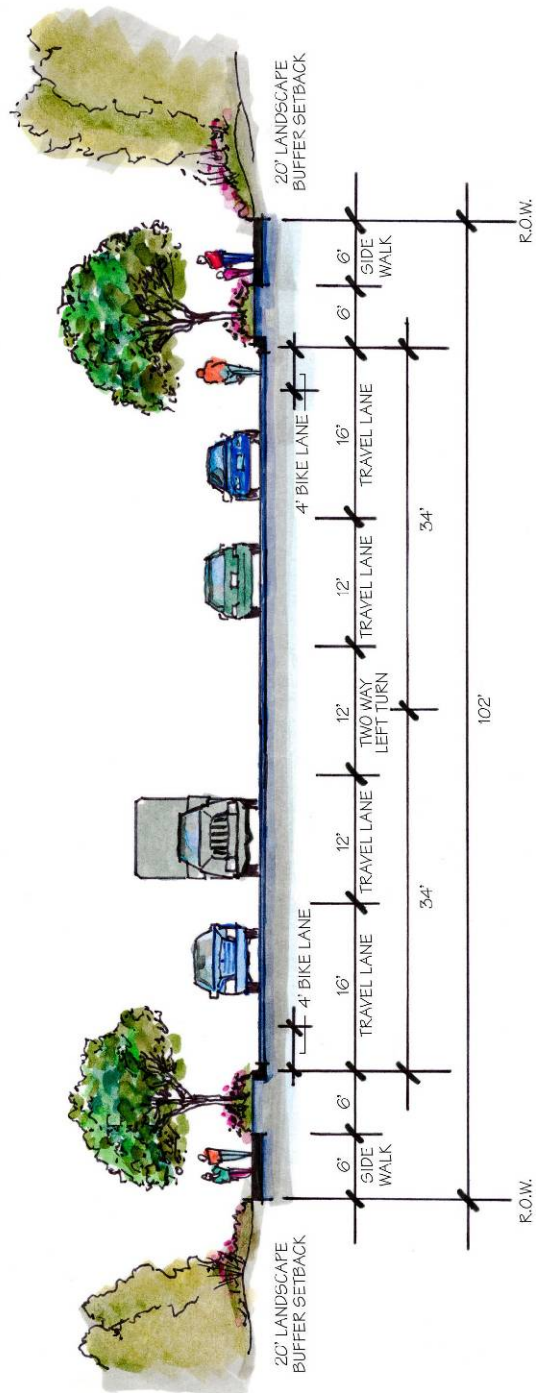 20' LANDSCAPE
BUFFER SETBACK
20' LANDSCAPE
BUFFER SETBACK
4' BIKE LANE
4' BIKE LANE
6'
SIDE
WALK
6'
16'
TRAVEL LANE
12'
TRAVEL LANE
12'
TWO WAY
LEFT TURN
12'
TRAVEL LANE
16'
TRAVEL LANE
6'
6'
SIDE
WALK
34'
34'
102'
R.O.W.
R.O.W.